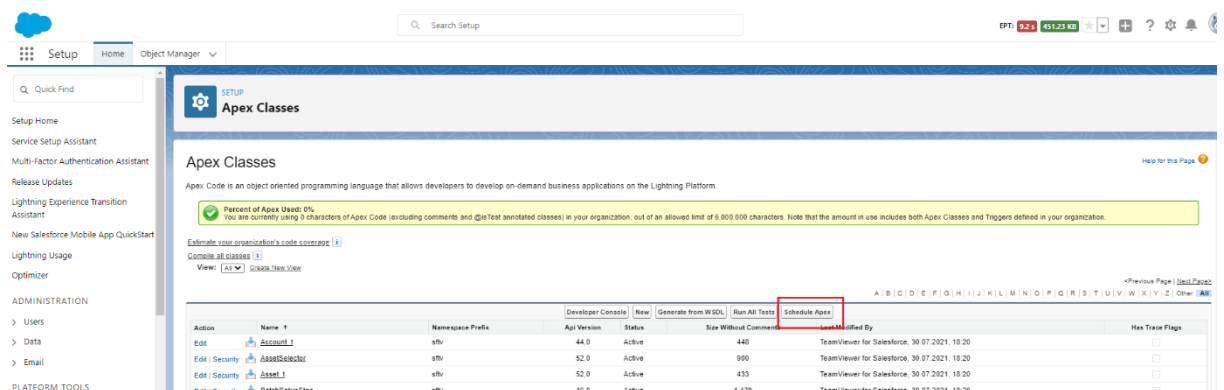 Search Setup
EPT: 9.2 s 451.23 KB
Setup Home Object Manager
Quick Find
Setup Home
Service Setup Assistant
Multi-Factor Authentication Assistant
Release Updates
Lightning Experience Transition
Assistant
New Salesforce Mobile App QuickStart
Lightning Usage
Optimizer
ADMINISTRATION
Users
Data
Email
PLATFORM TOOLS
SETUP
Apex Classes
Apex Classes
Help for this Page
Apex Code is an object oriented programming language that allows developers to develop on-demand business applications on the Lightning Platform.
Percent of Apex Used: 0%
You are currently using 0 characters of Apex Code (excluding comments and @isTest annotated classes) in your organization, out of an allowed limit of 6.000.000 characters. Note that the amount in use includes both Apex Classes and Triggers defined in your organization.
Estimate your organization's code coverage i
Compile all classes i
View: All Create New View
<Previous Page | Next Page>
A | B | C | D | E | F | G | H | I | J | K | L | M | N | O | P | Q | R | S | T | U | V | W | X | Y | Z | Other All
Developer Console New Generate from WSDL Run All Tests Schedule Apex
Action Name ↑ Namespace Prefix Api Version Status Size Without Comments Last Modified By Has Trace Flags
Edit Account_t sftv 44,0 Active 448 TeamViewer for Salesforce, 30.07.2021, 18:20
Edit | Security AssetSelector sftv 52,0 Active 900 TeamViewer for Salesforce, 30.07.2021, 18:20
Edit | Security Asset_t sftv 52,0 Active 433 TeamViewer for Salesforce, 30.07.2021, 18:20